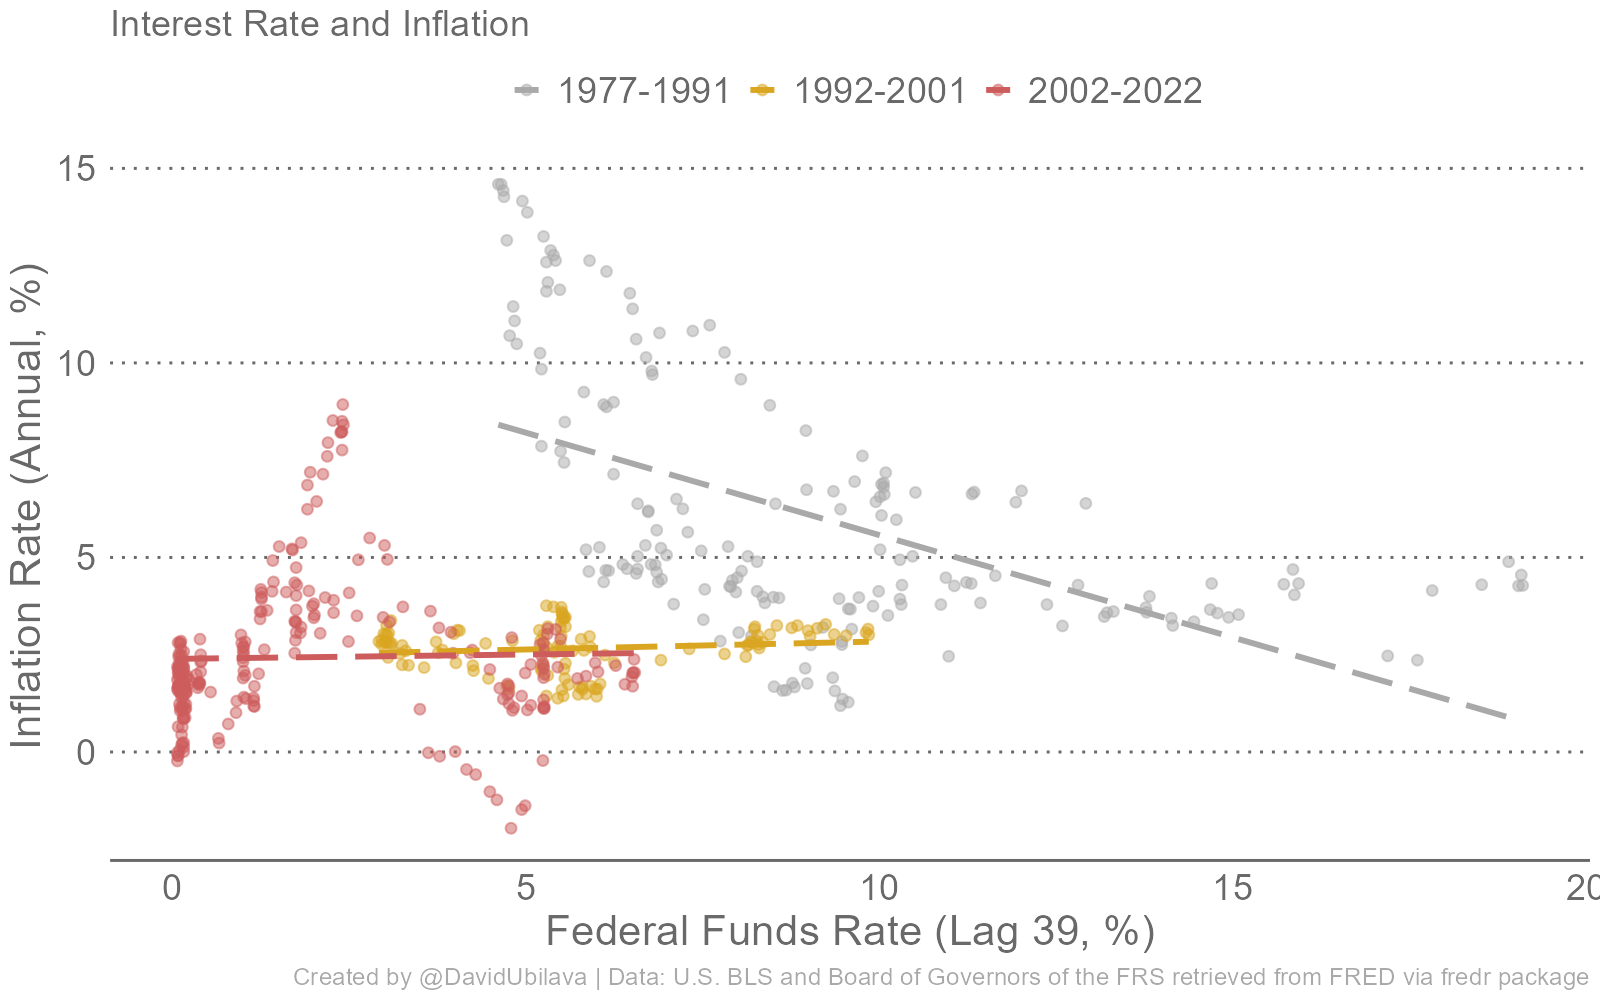 Interest Rate and Inflation
1977-1991 1992-2001 2002-2022
15
10
5
0
Inflation Rate (Annual, %)
0 5 10 15 20
Federal Funds Rate (Lag 39, %)
Created by @DavidUbilava | Data: U.S. BLS and Board of Governors of the FRS retrieved from FRED via fredr package